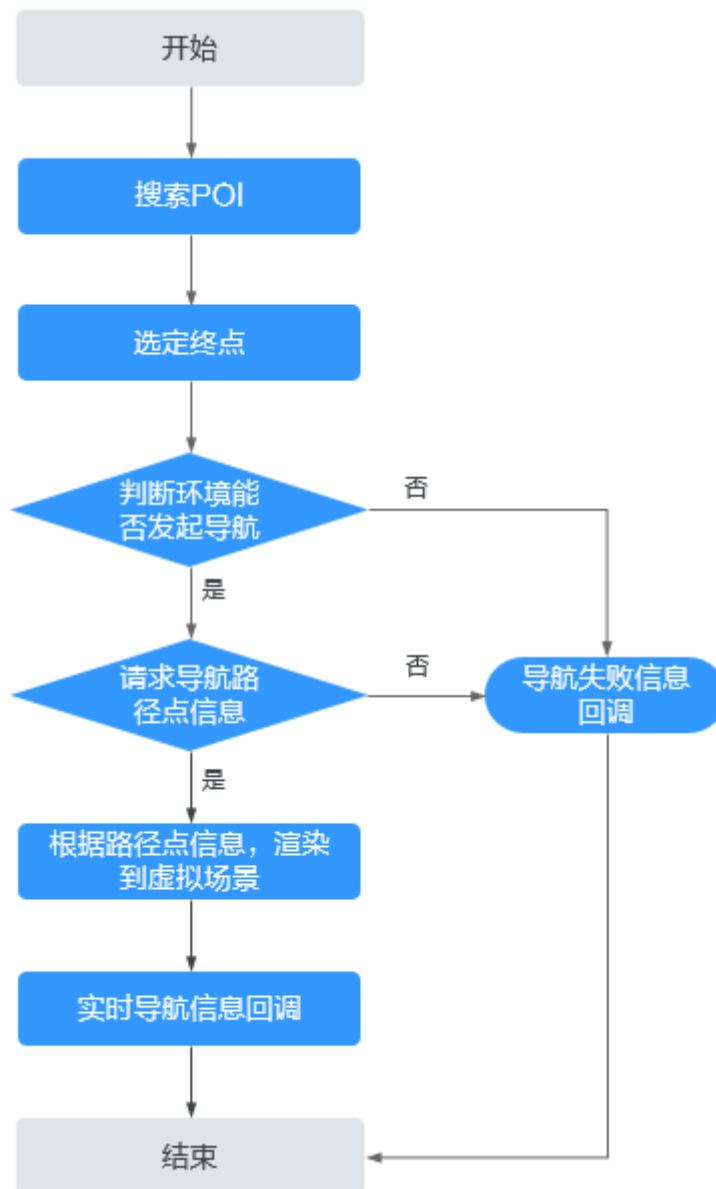 开始
搜索POI
选定终点
判断环境能
否发起导航
否
是
请求导航路
径点信息
否
导航失败信息
回调
是
根据路径点信息，渲染
到虚拟场景
实时导航信息回调
结束